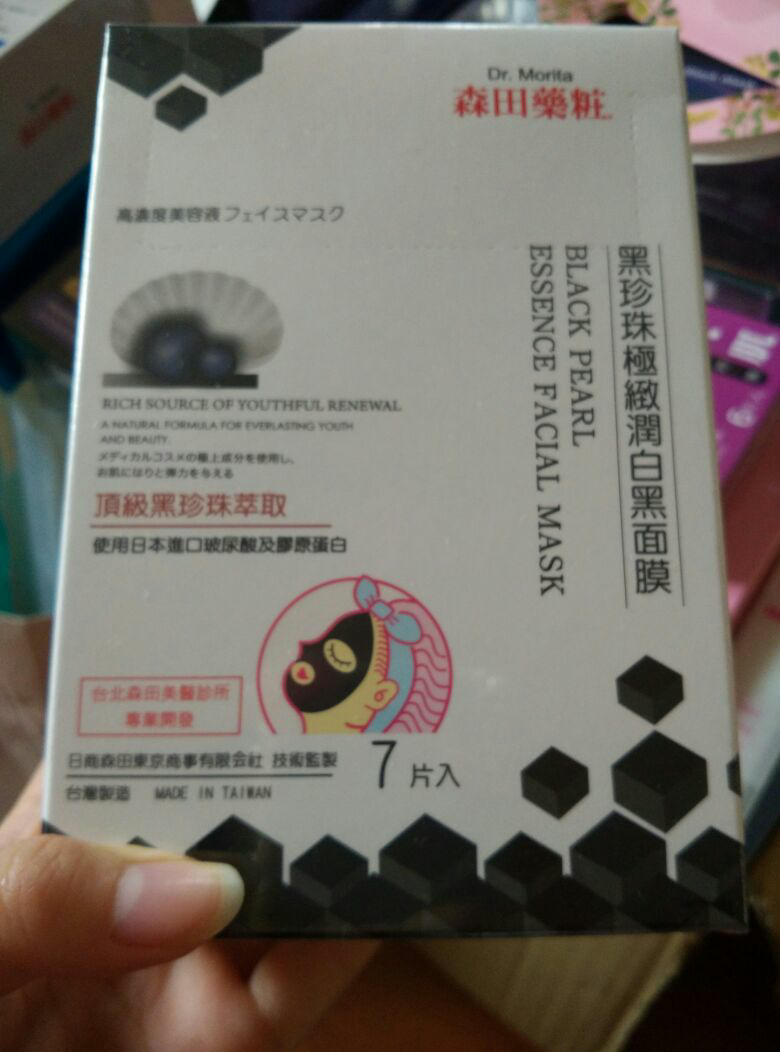 Dr. Morita
森田藥粧
高濃度美容液フェイスマスク
黑珍珠極緻潤白黑面膜
BLACK PEARL
ESSENCE FACIAL MASK
RICH SOURCE OF YOUTHFUL RENEWAL
A NATURAL FORMULA FOR EVERLASTING YOUTH
AND BEAUTY.
メディカルコスメの極上成分を使用し、
お肌にはりと弾力を与える
頂級黑珍珠萃取
使用日本進口玻尿酸及膠原蛋白
台北森田美醫診所
專業開發
日商森田東京商事有限会社 技術監製
7片入
台灣製造 MADE IN TAIWAN